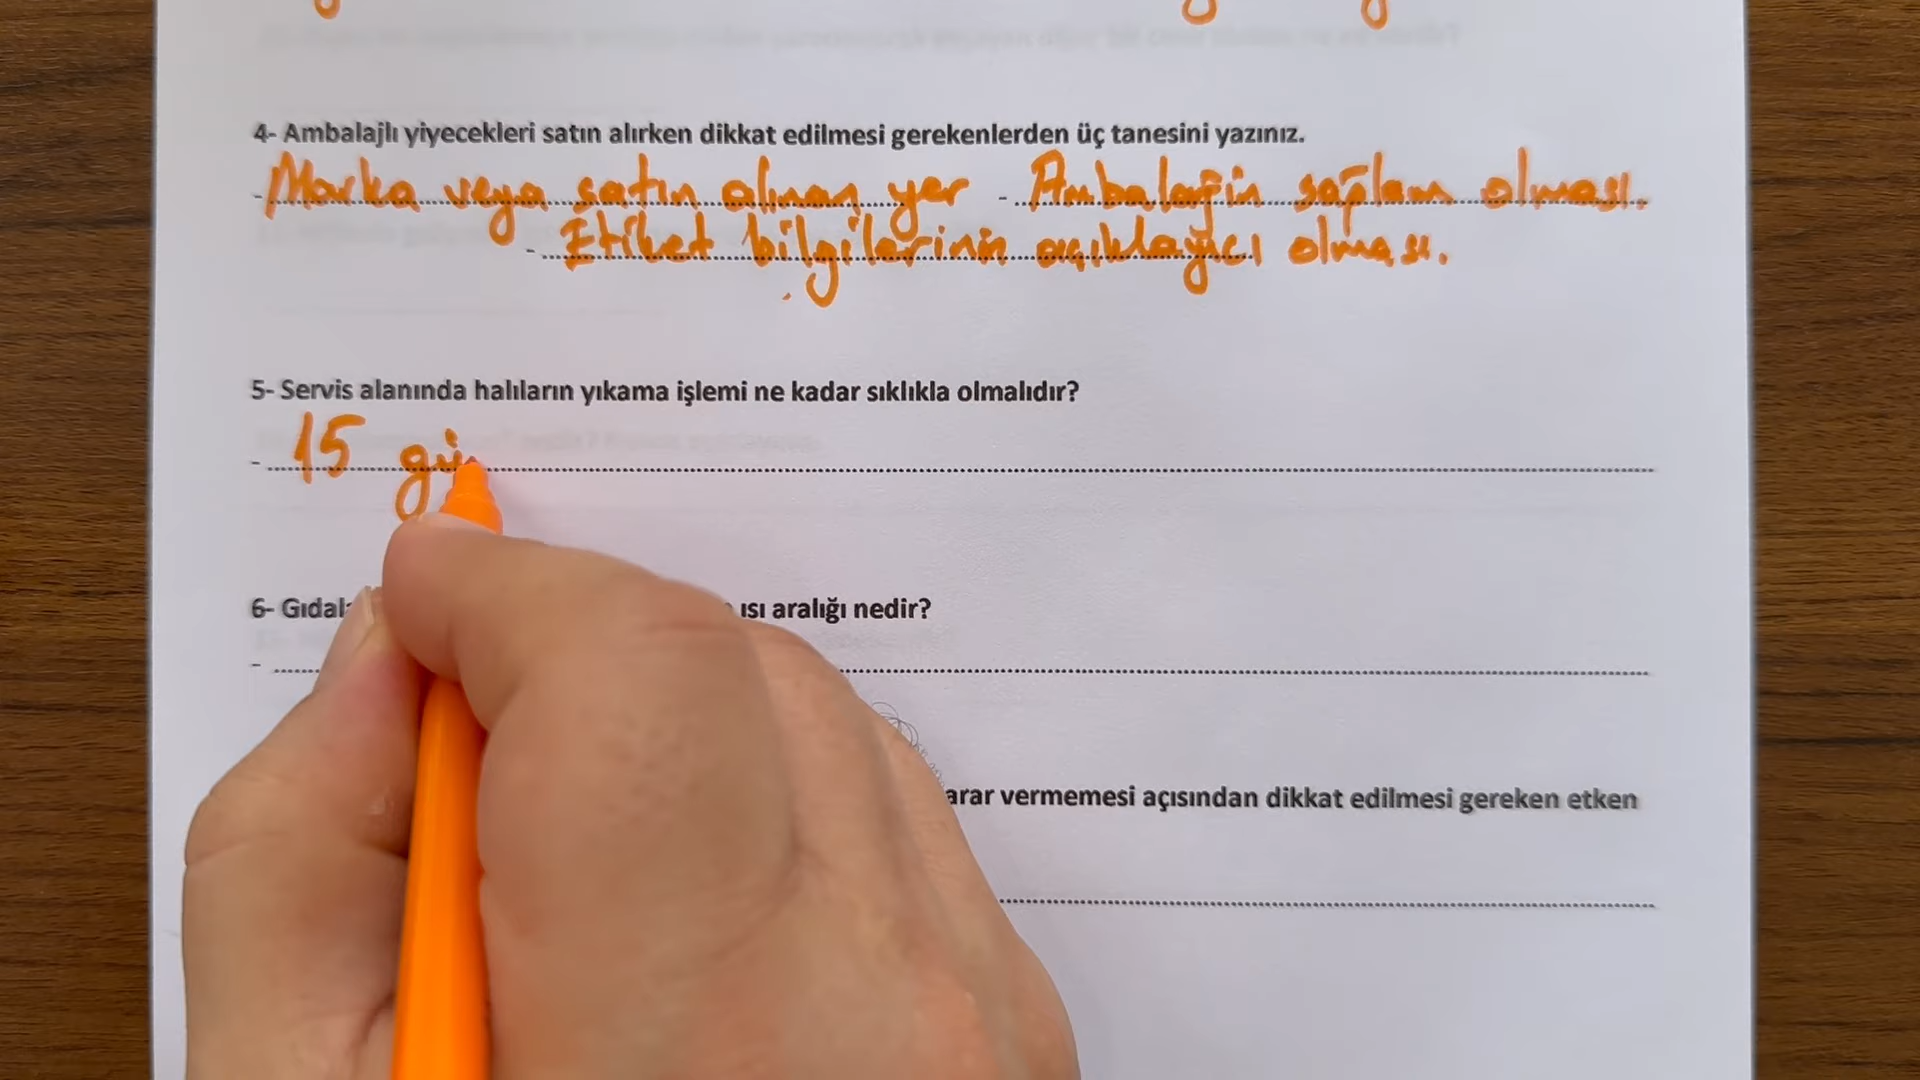 4- Ambalajlı yiyecekleri satın alırken dikkat edilmesi gerekenlerden üç tanesini yazınız.
- Marka veya satın alınan yer - Ambalajın sağlam olması.
- Etiket bilgilerinin açıklayıcı olması.
5- Servis alanında halıların yıkama işlemi ne kadar sıklıkla olmalıdır?
- 15 gü
6- Gıdal ısı aralığı nedir?
-
arar vermemesi açısından dikkat edilmesi gereken etken